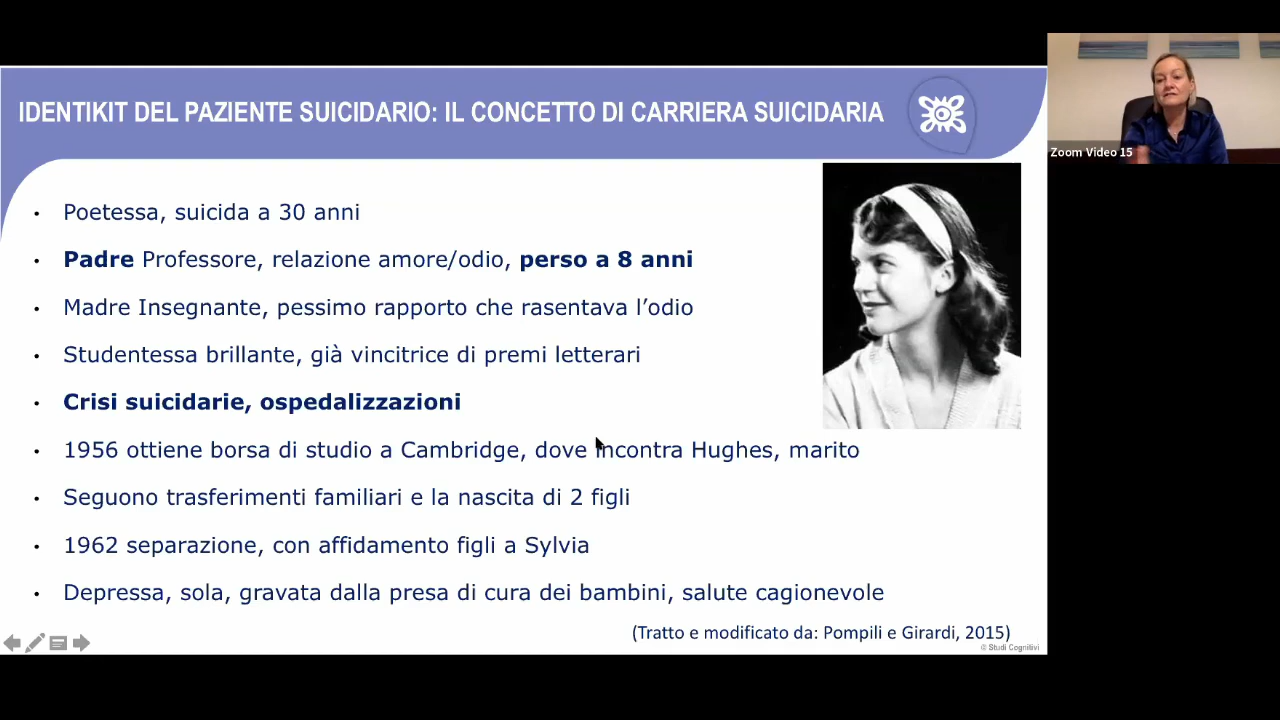 IDENTIKIT DEL PAZIENTE SUICIDARIO: IL CONCETTO DI CARRIERA SUICIDARIA
Zoom Video 15
• Poetessa, suicida a 30 anni
• Padre Professore, relazione amore/odio, perso a 8 anni
• Madre Insegnante, pessimo rapporto che rasentava l’odio
• Studentessa brillante, già vincitrice di premi letterari
• Crisi suicidarie, ospedalizzazioni
• 1956 ottiene borsa di studio a Cambridge, dove incontra Hughes, marito
• Seguono trasferimenti familiari e la nascita di 2 figli
• 1962 separazione, con affidamento figli a Sylvia
• Depressa, sola, gravata dalla presa di cura dei bambini, salute cagionevole
(Tratto e modificato da: Pompili e Girardi, 2015)
© Studi Cognitivi